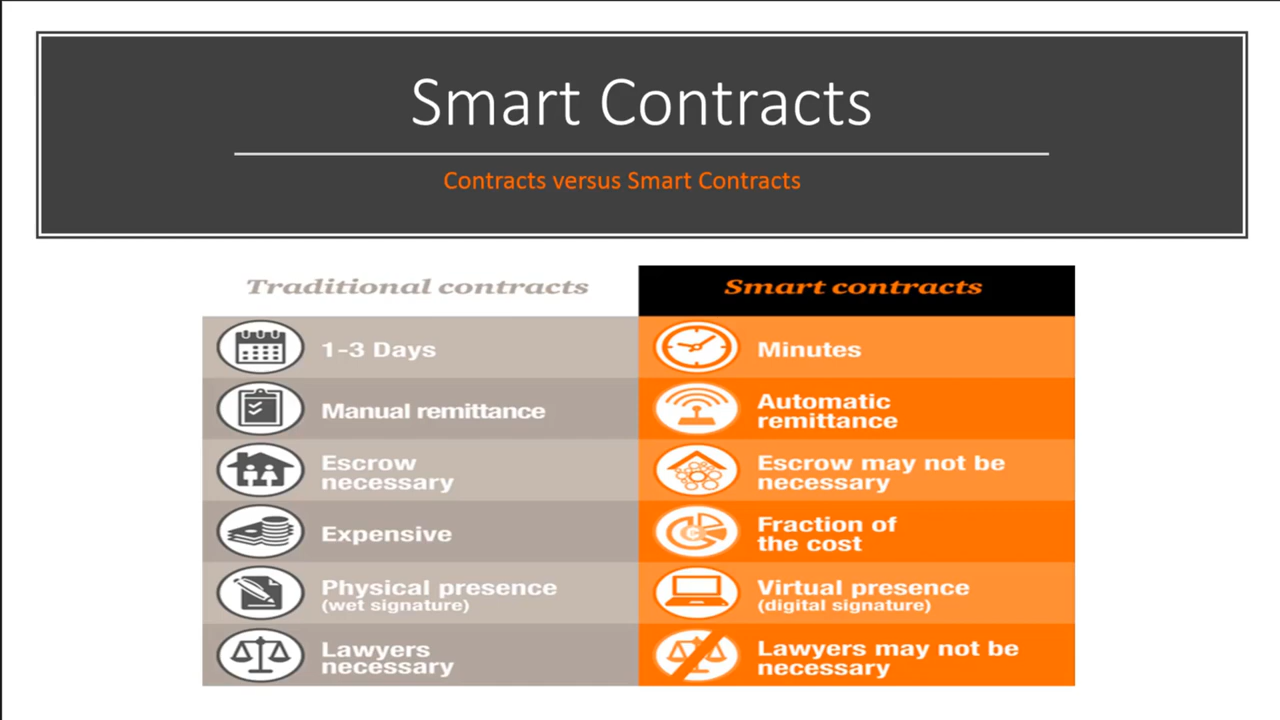 Smart Contracts
Contracts versus Smart Contracts
Traditional contracts
Smart contracts
1-3 Days
Minutes
Manual remittance
Automatic
remittance
Escrow
necessary
Escrow may not be
necessary
Expensive
Fraction of
the cost
Physical presence
(wet signature)
Virtual presence
(digital signature)
Lawyers
necessary
Lawyers may not be
necessary